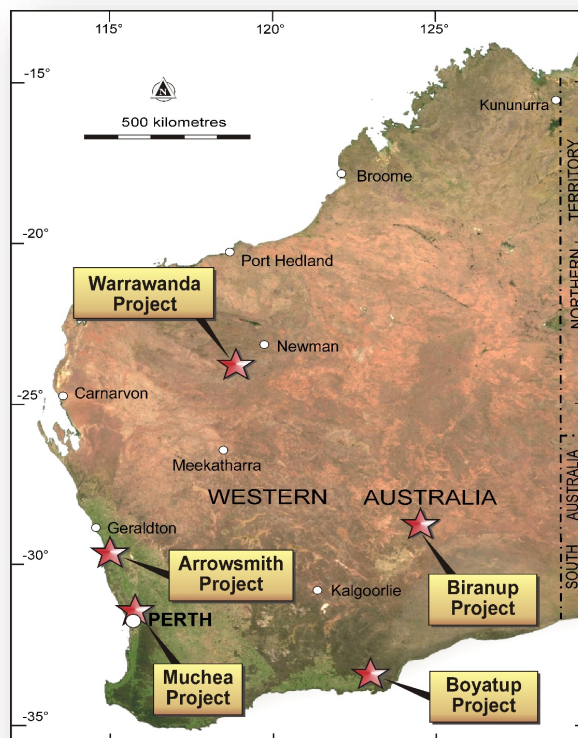 115°
120°
125°
-15°
N
500 kilometres
Kununurra
Broome
-20°
Port Hedland
NORTHERN TERRITORY
Warrawanda
Project
Newman
-25°
Carnarvon
Meekatharra
WESTERN AUSTRALIA
SOUTH AUSTRALIA
Geraldton
-30°
Arrowsmith
Project
Kalgoorlie
Biranup
Project
PERTH
Muchea
Project
Boyatup
Project
-35°